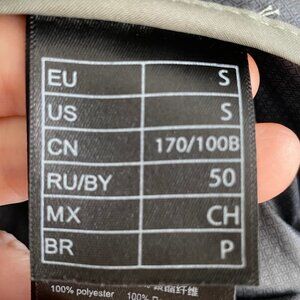 EU S
US S
CN 170/100B
RU/BY 50
MX CH
BR P
100% polyester